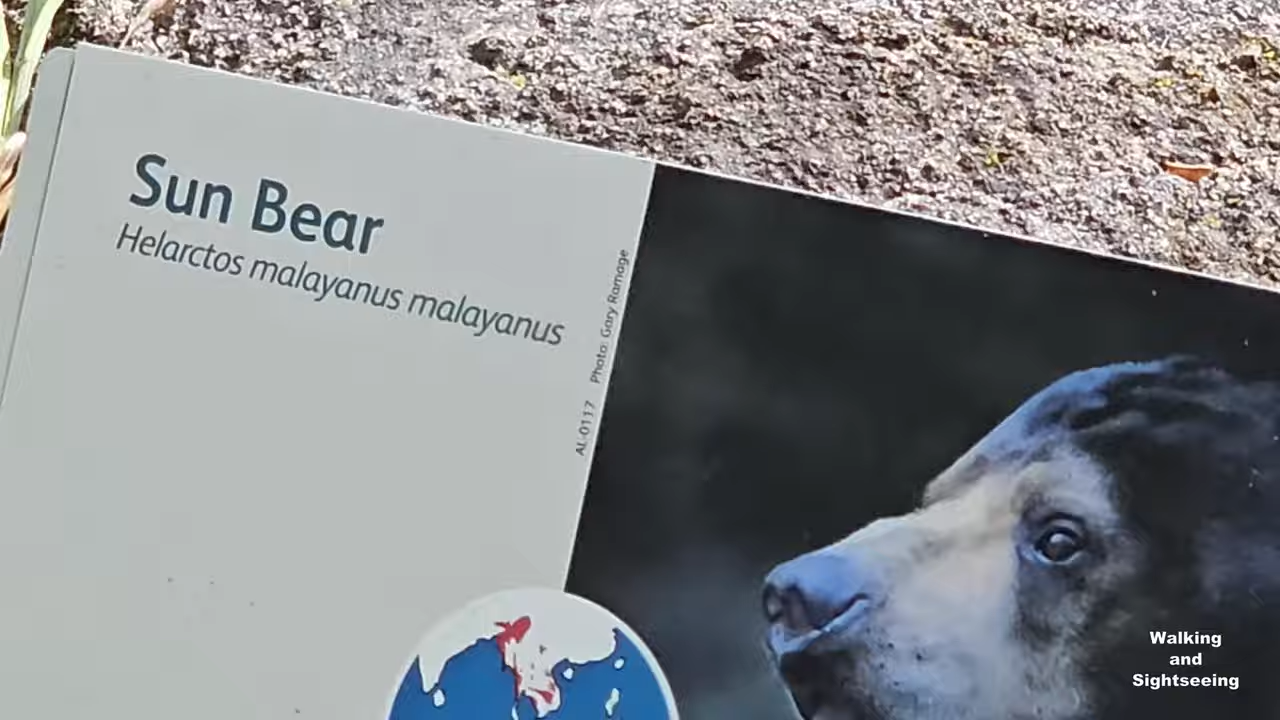 Sun Bear
Helarctos malayanus malayanus
AL-0117 Photo: Gary Ramage
Walking
and
Sightseeing